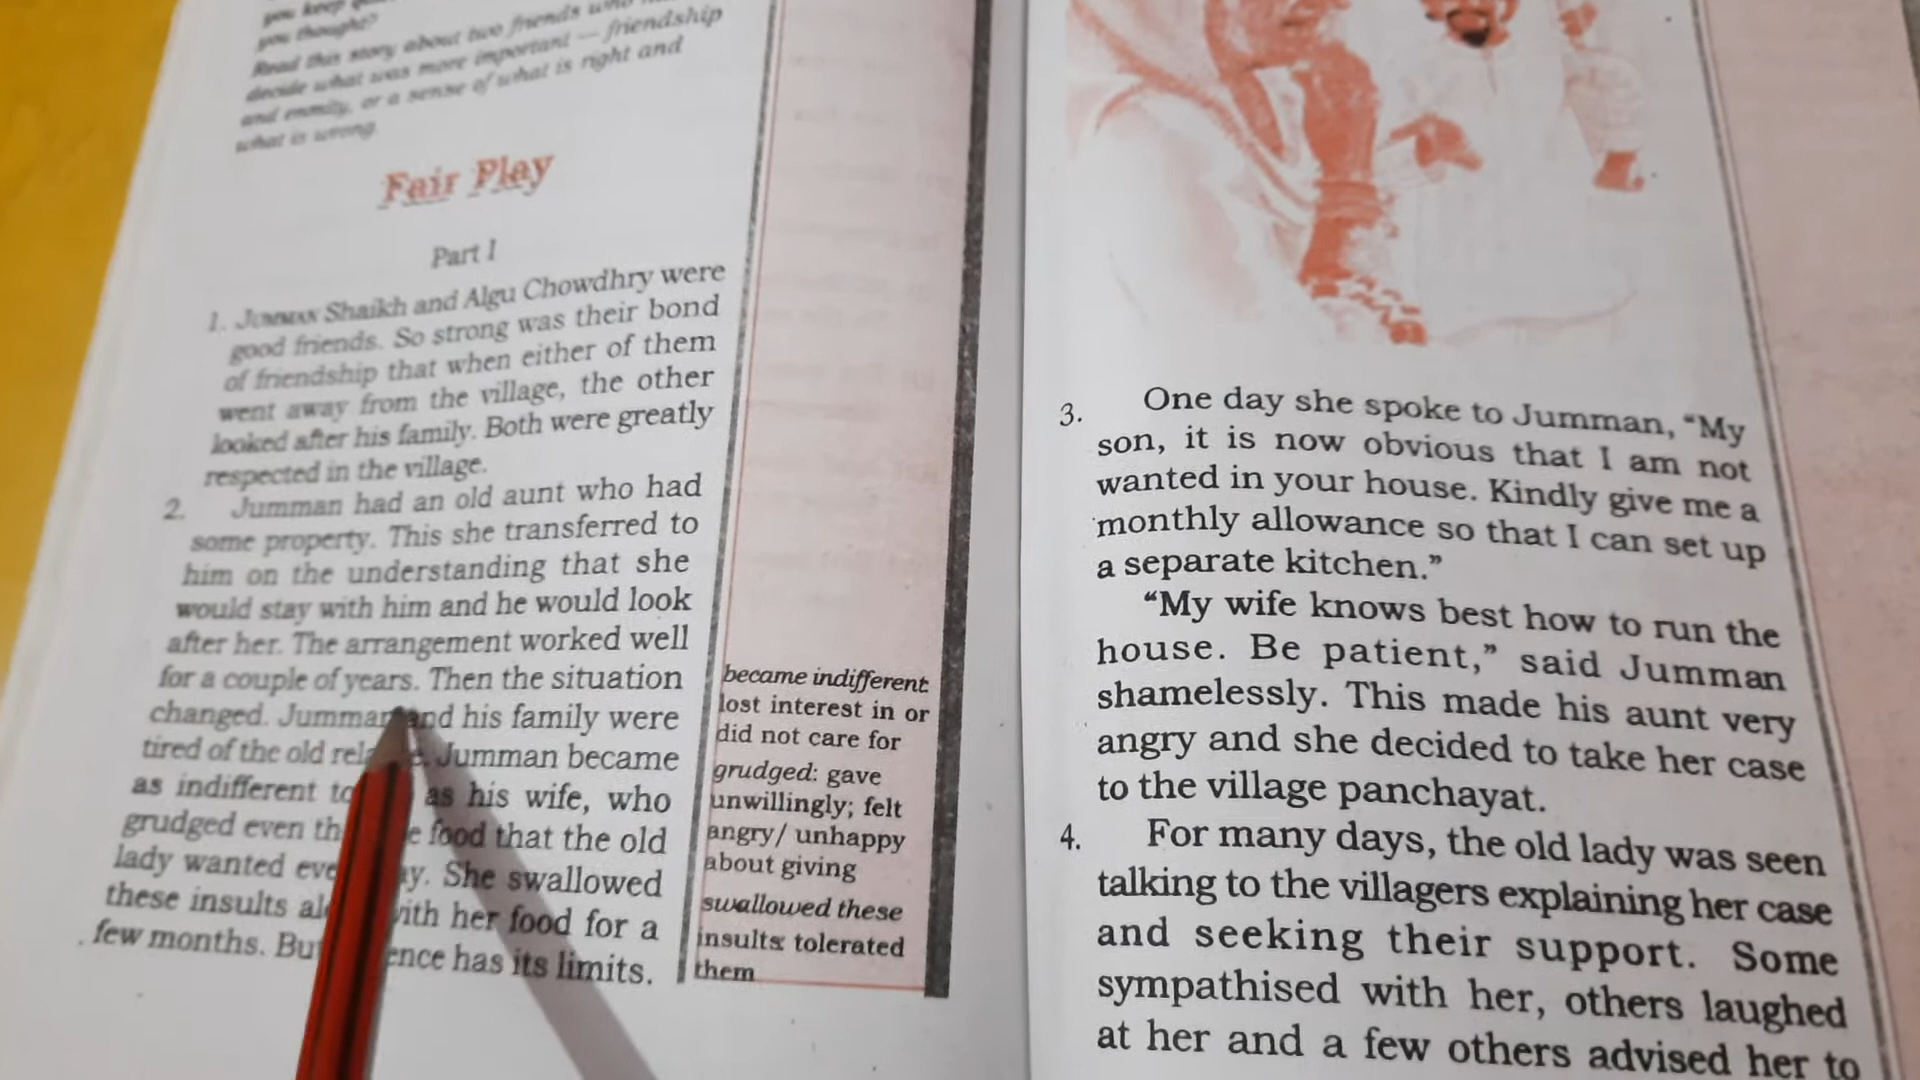 you keep
you thought?
Read this story about two friends who
decide what was more important — friendship
and enmity, or a sense of what is right and
what is wrong.
Fair Play
Part I
1. JUMMAN Shaikh and Algu Chowdhry were
good friends. So strong was their bond
of friendship that when either of them
went away from the village, the other
looked after his family. Both were greatly
respected in the village.
2. Jumman had an old aunt who had
some property. This she transferred to
him on the understanding that she
would stay with him and he would look
after her. The arrangement worked well
for a couple of years. Then the situation
changed. Jumman and his family were
tired of the old Jumman became
as indifferent to as his wife, who
grudged even food that the old
lady wanted She swallowed
these insults with her food for a
few months. But has its limits.
became indifferent:
lost interest in or
did not care for
grudged: gave
unwillingly; felt
angry/ unhappy
about giving
swallowed these
insults: tolerated
them
3. One day she spoke to Jumman, “My
son, it is now obvious that I am not
wanted in your house. Kindly give me a
monthly allowance so that I can set up
a separate kitchen.”
“My wife knows best how to run the
house. Be patient,” said Jumman
shamelessly. This made his aunt very
angry and she decided to take her case
to the village panchayat.
4. For many days, the old lady was seen
talking to the villagers explaining her case
and seeking their support. Some
sympathised with her, others laughed
at her and a few others advised her to